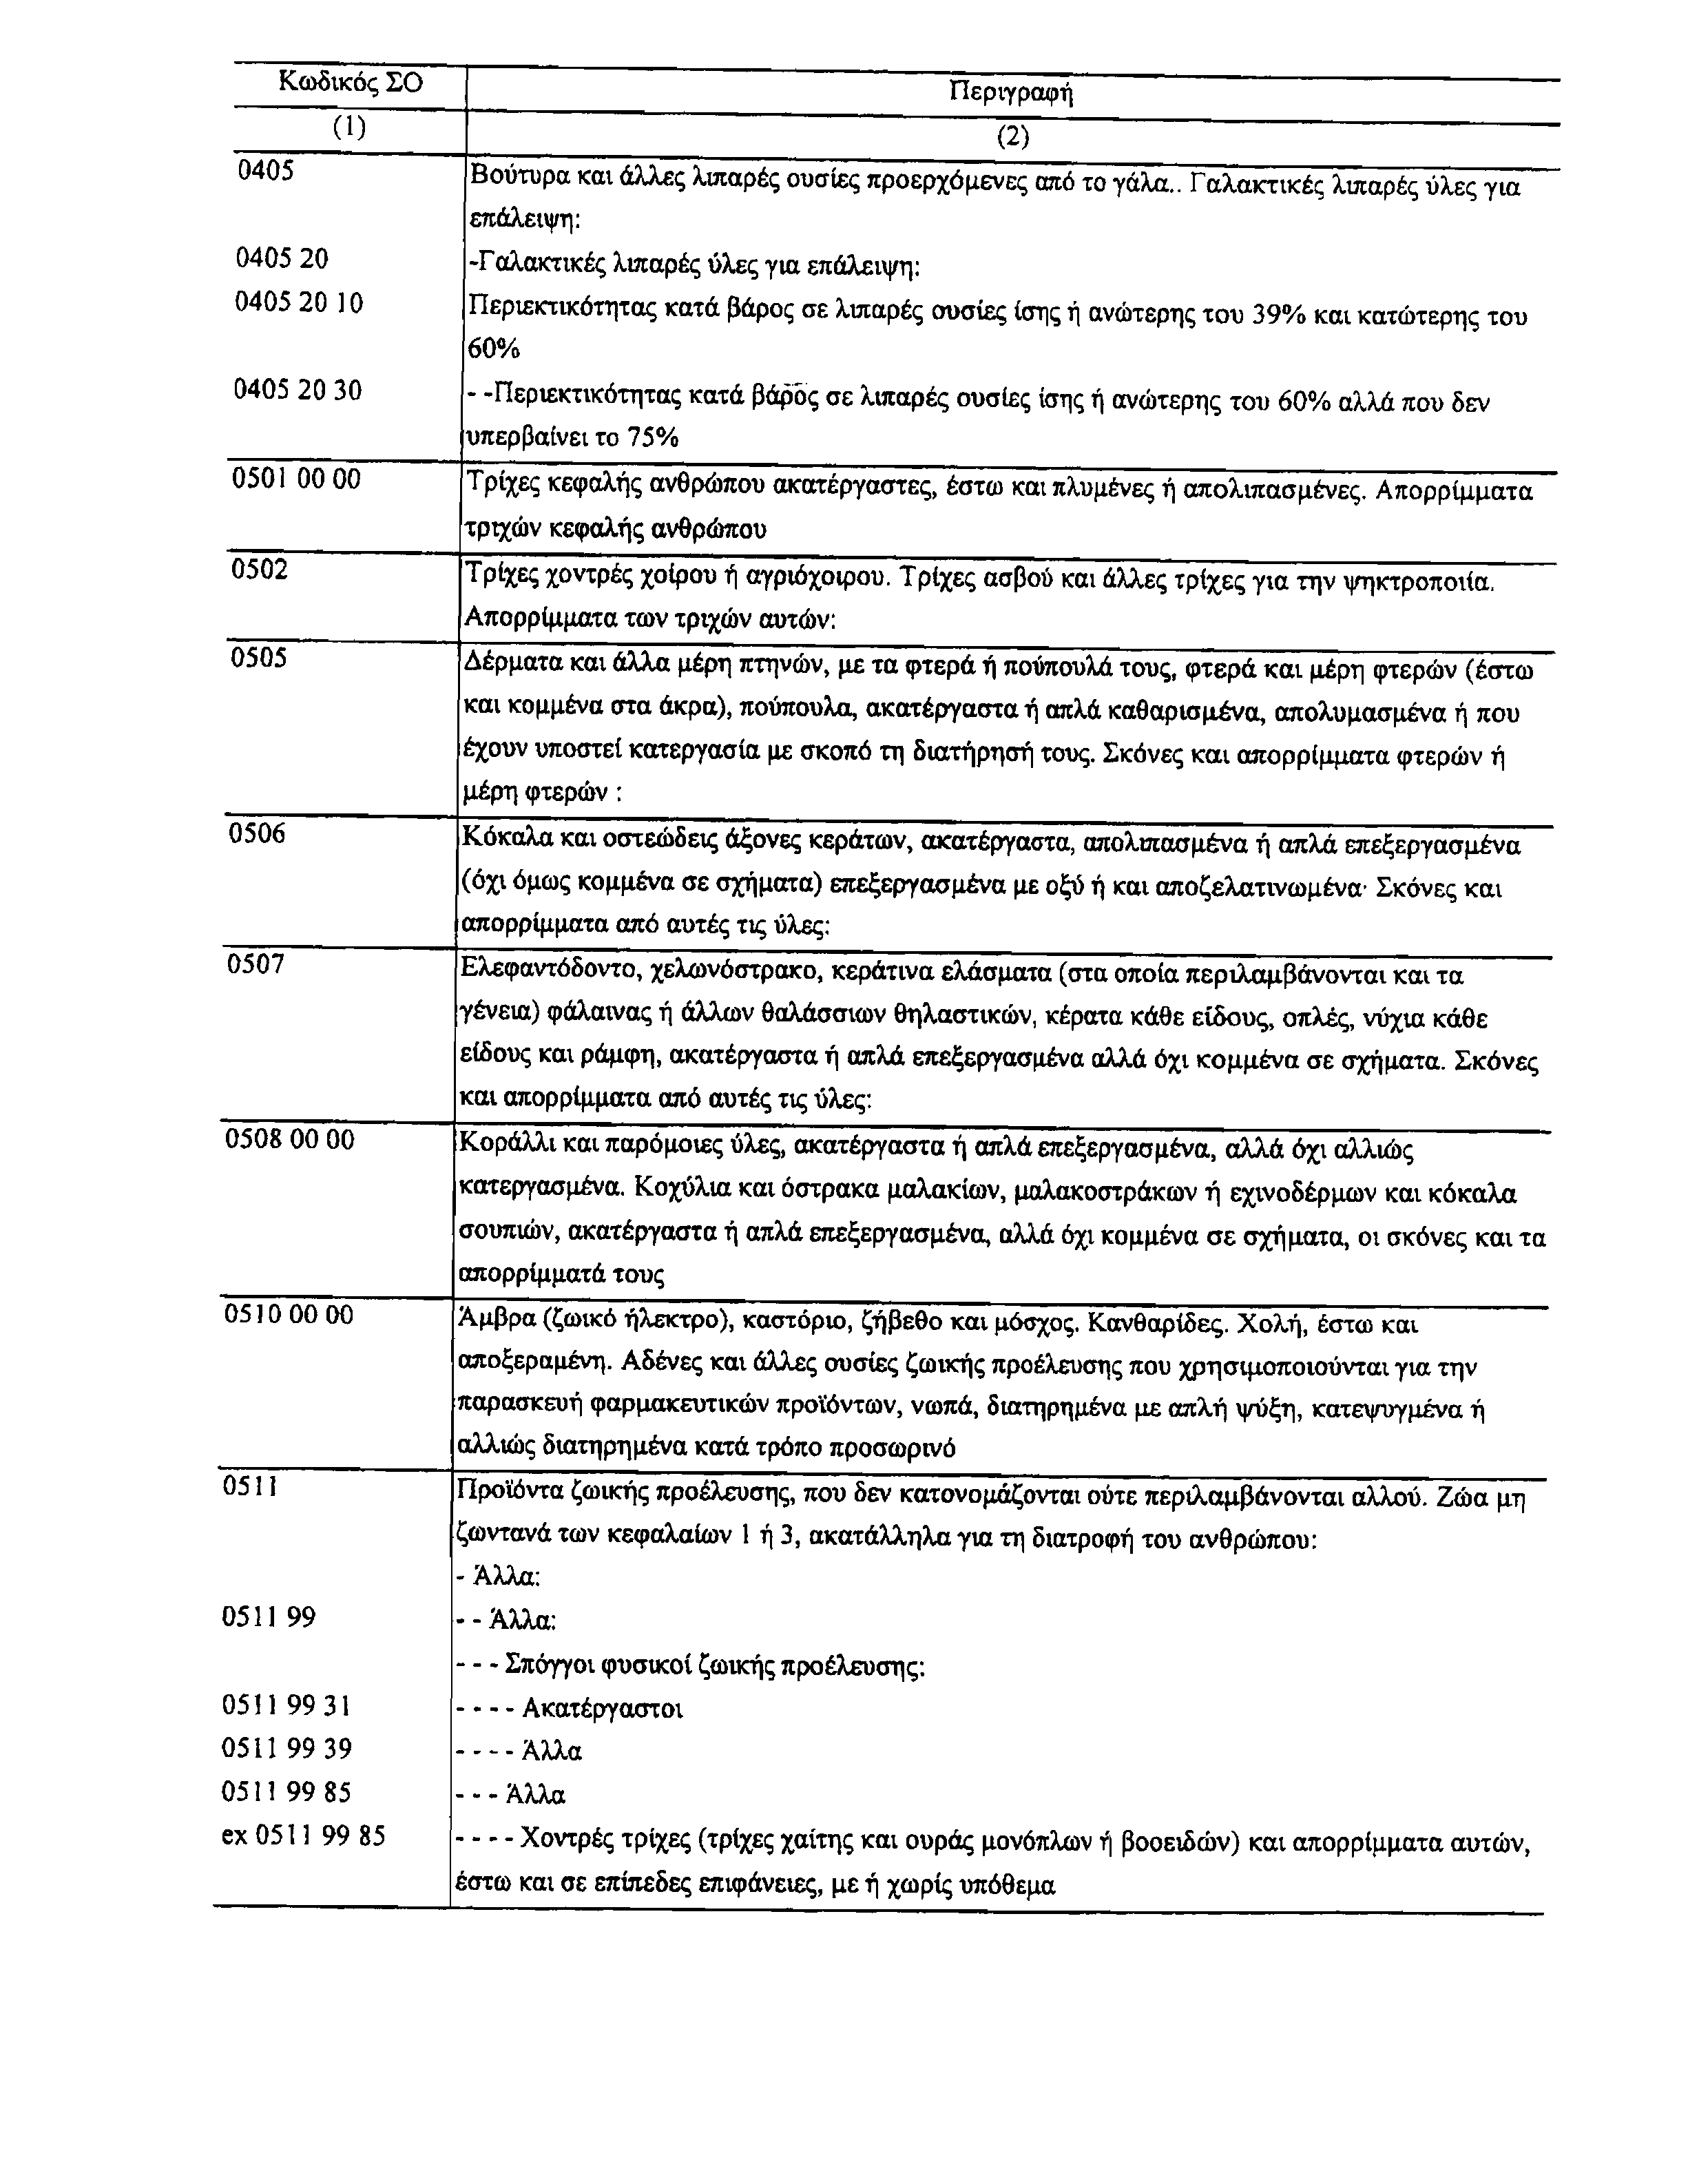 Κωδικός ΣΟ Περιγραφή
(1) (2)
0405 Βούτυρα και άλλες λιπαρές ουσίες προερχόμενες από το γάλα.. Γαλακτικές λιπαρές ύλες για
επάλειψη:
0405 20 -Γαλακτικές λιπαρές ύλες για επάλειψη:
0405 20 10 Περιεκτικότητας κατά βάρος σε λιπαρές ουσίες ίσης ή ανώτερης του 39% και κατώτερης του
60%
0405 20 30 - -Περιεκτικότητας κατά βάρος σε λιπαρές ουσίες ίσης ή ανώτερης του 60% αλλά που δεν
υπερβαίνει το 75%
0501 00 00 Τρίχες κεφαλής ανθρώπου ακατέργαστες, έστω και πλυμένες ή απολιπασμένες. Απορρίμματα
τριχών κεφαλής ανθρώπου
0502 Τρίχες χοντρές χοίρου ή αγριόχοιρου. Τρίχες ασβού και άλλες τρίχες για την ψηκτροποιία.
Απορρίμματα των τριχών αυτών:
0505 Δέρματα και άλλα μέρη πτηνών, με τα φτερά ή πούπουλά τους, φτερά και μέρη φτερών (έστω
και κομμένα στα άκρα), πούπουλα, ακατέργαστα ή απλά καθαρισμένα, απολυμασμένα ή που
έχουν υποστεί κατεργασία με σκοπό τη διατήρησή τους. Σκόνες και απορρίμματα φτερών ή
μέρη φτερών :
0506 Κόκαλα και οστεώδεις άξονες κεράτων, ακατέργαστα, απολιπασμένα ή απλά επεξεργασμένα
(όχι όμως κομμένα σε σχήματα) επεξεργασμένα με οξύ ή και αποζελατινωμένα· Σκόνες και
απορρίμματα από αυτές τις ύλες:
0507 Ελεφαντόδοντο, χελωνόστρακο, κεράτινα ελάσματα (στα οποία περιλαμβάνονται και τα
γένεια) φάλαινας ή άλλων θαλάσσιων θηλαστικών, κέρατα κάθε είδους, οπλές, νύχια κάθε
είδους και ράμφη, ακατέργαστα ή απλά επεξεργασμένα αλλά όχι κομμένα σε σχήματα. Σκόνες
και απορρίμματα από αυτές τις ύλες:
0508 00 00 Κοράλλι και παρόμοιες ύλες, ακατέργαστα ή απλά επεξεργασμένα, αλλά όχι αλλιώς
κατεργασμένα. Κοχύλια και όστρακα μαλακίων, μαλακοστράκων ή εχινοδέρμων και κόκαλα
σουπιών, ακατέργαστα ή απλά επεξεργασμένα, αλλά όχι κομμένα σε σχήματα, οι σκόνες και τα
απορρίμματά τους
0510 00 00 Άμβρα (ζωικό ήλεκτρο), καστόριο, ζήβεθο και μόσχος. Κανθαρίδες. Χολή, έστω και
αποξεραμένη. Αδένες και άλλες ουσίες ζωικής προέλευσης που χρησιμοποιούνται για την
παρασκευή φαρμακευτικών προϊόντων, νωπά, διατηρημένα με απλή ψύξη, κατεψυγμένα ή
αλλιώς διατηρημένα κατά τρόπο προσωρινό
0511 Προϊόντα ζωικής προέλευσης, που δεν κατονομάζονται ούτε περιλαμβάνονται αλλού. Ζώα μη
ζωντανά των κεφαλαίων 1 ή 3, ακατάλληλα για τη διατροφή του ανθρώπου:
- Άλλα:
0511 99 - - Άλλα:
- - - Σπόγγοι φυσικοί ζωικής προέλευσης:
0511 99 31 - - - - Ακατέργαστοι
0511 99 39 - - - - Άλλα
0511 99 85 - - - Άλλα
ex 0511 99 85 - - - - Χοντρές τρίχες (τρίχες χαίτης και ουράς μονόπλων ή βοοειδών) και απορρίμματα αυτών,
έστω και σε επίπεδες επιφάνειες, με ή χωρίς υπόθεμα